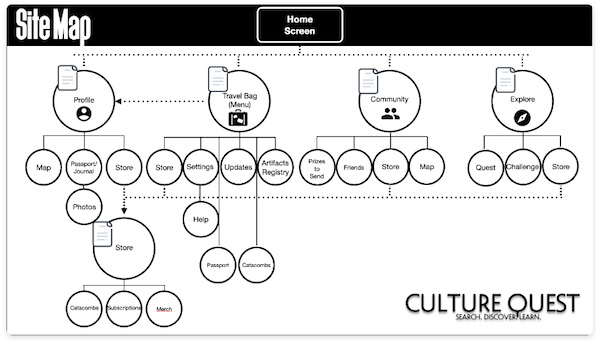 Site Map
Home
Screen
Profile
Travel Bag
(Menu)
Community
Explore
Map
Passport/
Journal
Store
Store
Settings
Updates
Artifacts
Registry
Prizes
to
Send
Friends
Store
Map
Quest
Challenge
Store
Photos
Help
Store
Passport
Catacombs
Catacombs
Subscriptions
Merch
CULTURE QUEST
SEARCH. DISCOVER. LEARN.